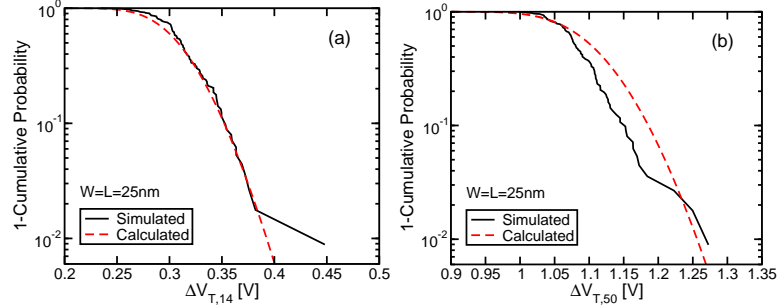 1-Cumulative Probability
10^0
10^-1
10^-2
(a)
W=L=25nm
Simulated
Calculated
0.2 0.25 0.3 0.35 0.4 0.45 0.5
ΔV_T,14 [V]
1-Cumulative Probability
10^0
10^-1
10^-2
(b)
W=L=25nm
Simulated
Calculated
0.9 0.95 1 1.05 1.1 1.15 1.2 1.25 1.3 1.35
ΔV_T,50 [V]